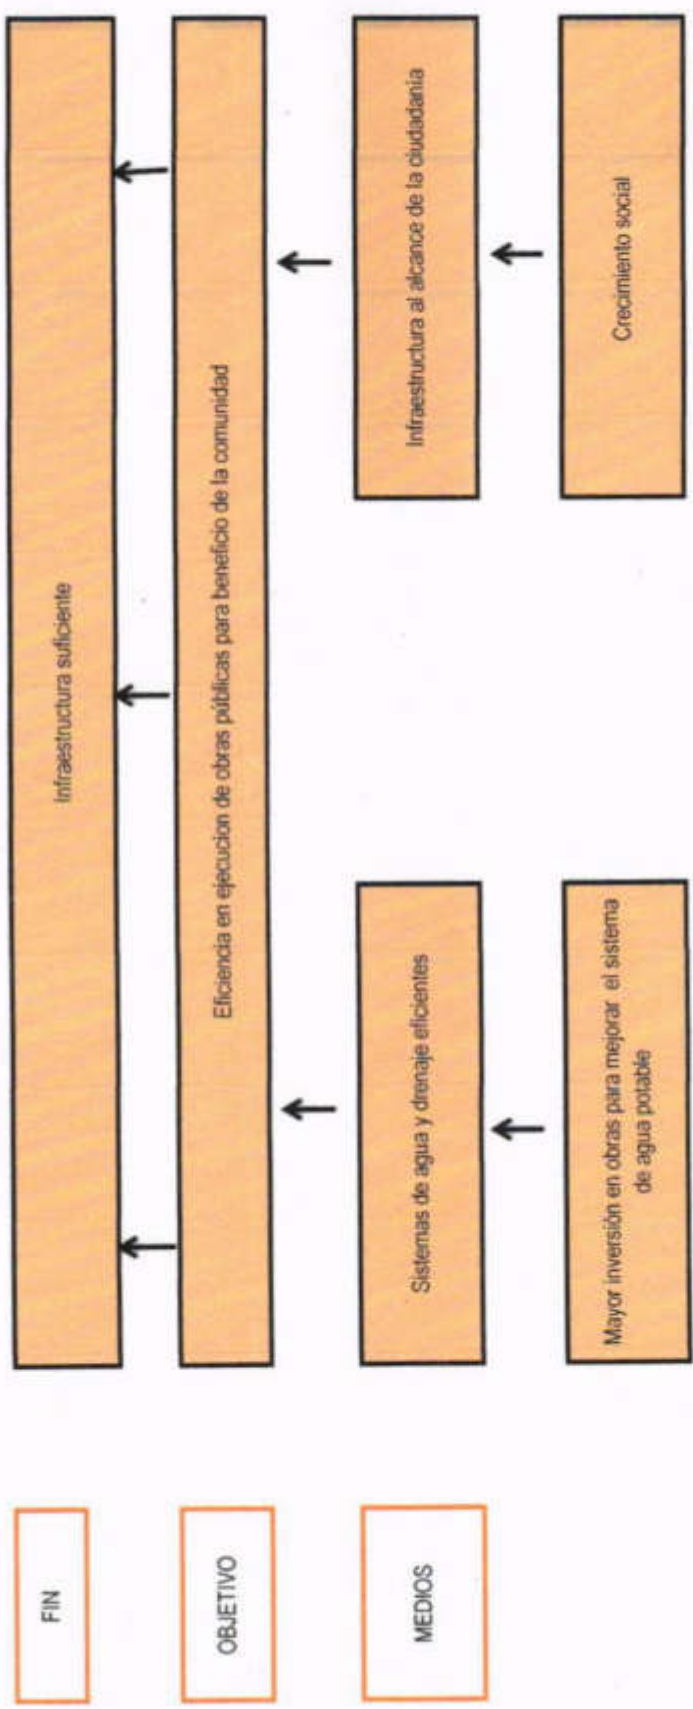 FIN
Infraestructura suficiente
OBJETIVO
Eficiencia en ejecucion de obras públicas para beneficio de la comunidad
MEDIOS
Sistemas de agua y drenaje eficientes
Infraestructura al alcance de la ciudadanía
Mayor inversión en obras para mejorar el sistema
de agua potable
Crecimiento social